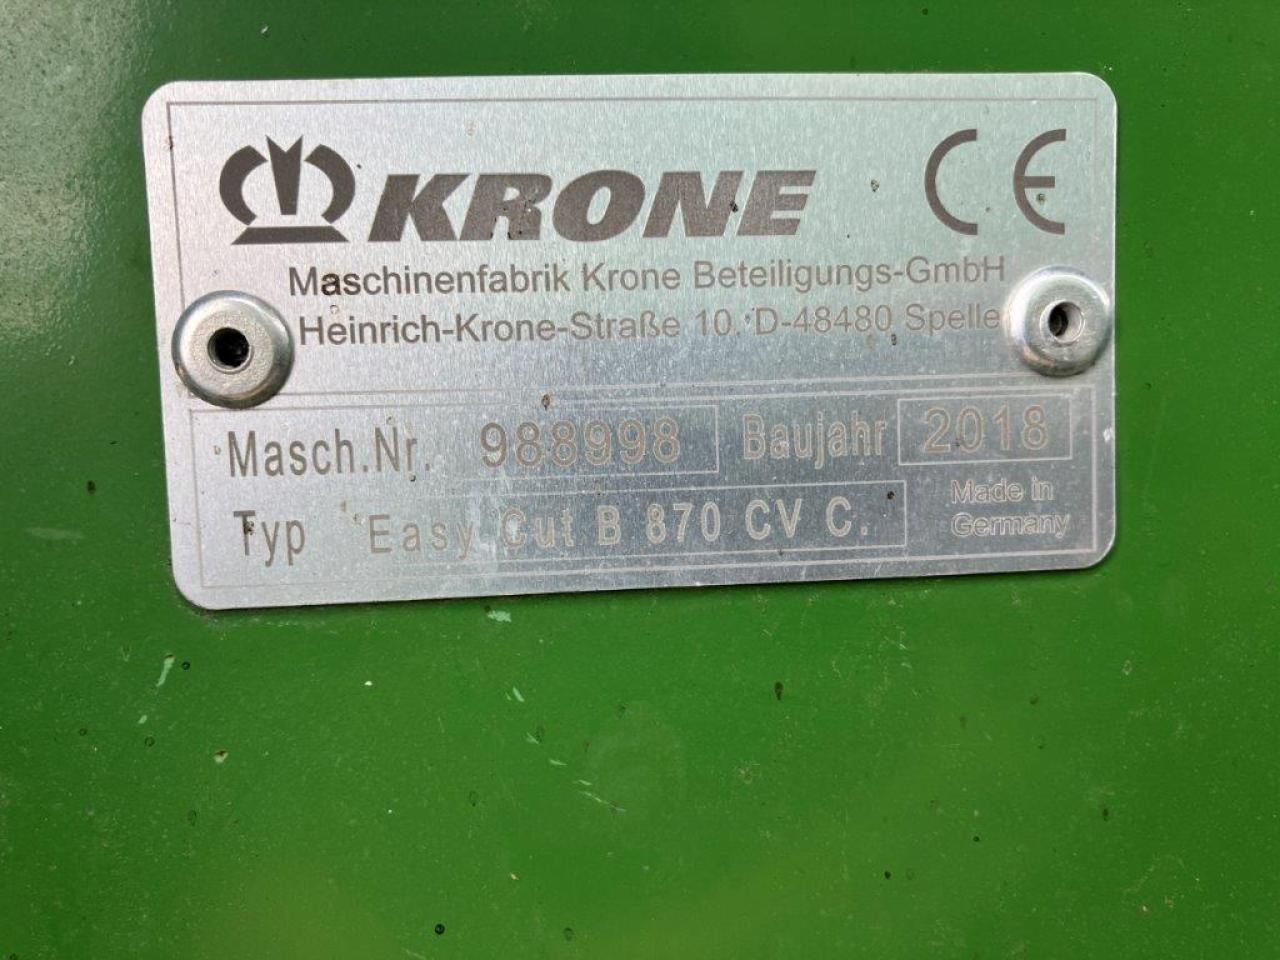 KRONE
CE
Maschinenfabrik Krone Beteiligungs-GmbH
Heinrich-Krone-Straße 10. D-48480 Spelle
Masch.Nr. 988998 Baujahr 2018
Typ Easy Cut B 870 CV C.
Made in
Germany